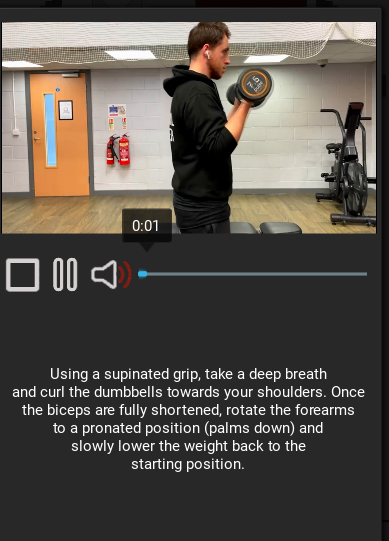 0:01
Using a supinated grip, take a deep breath
and curl the dumbbells towards your shoulders. Once
the biceps are fully shortened, rotate the forearms
to a pronated position (palms down) and
slowly lower the weight back to the
starting position.